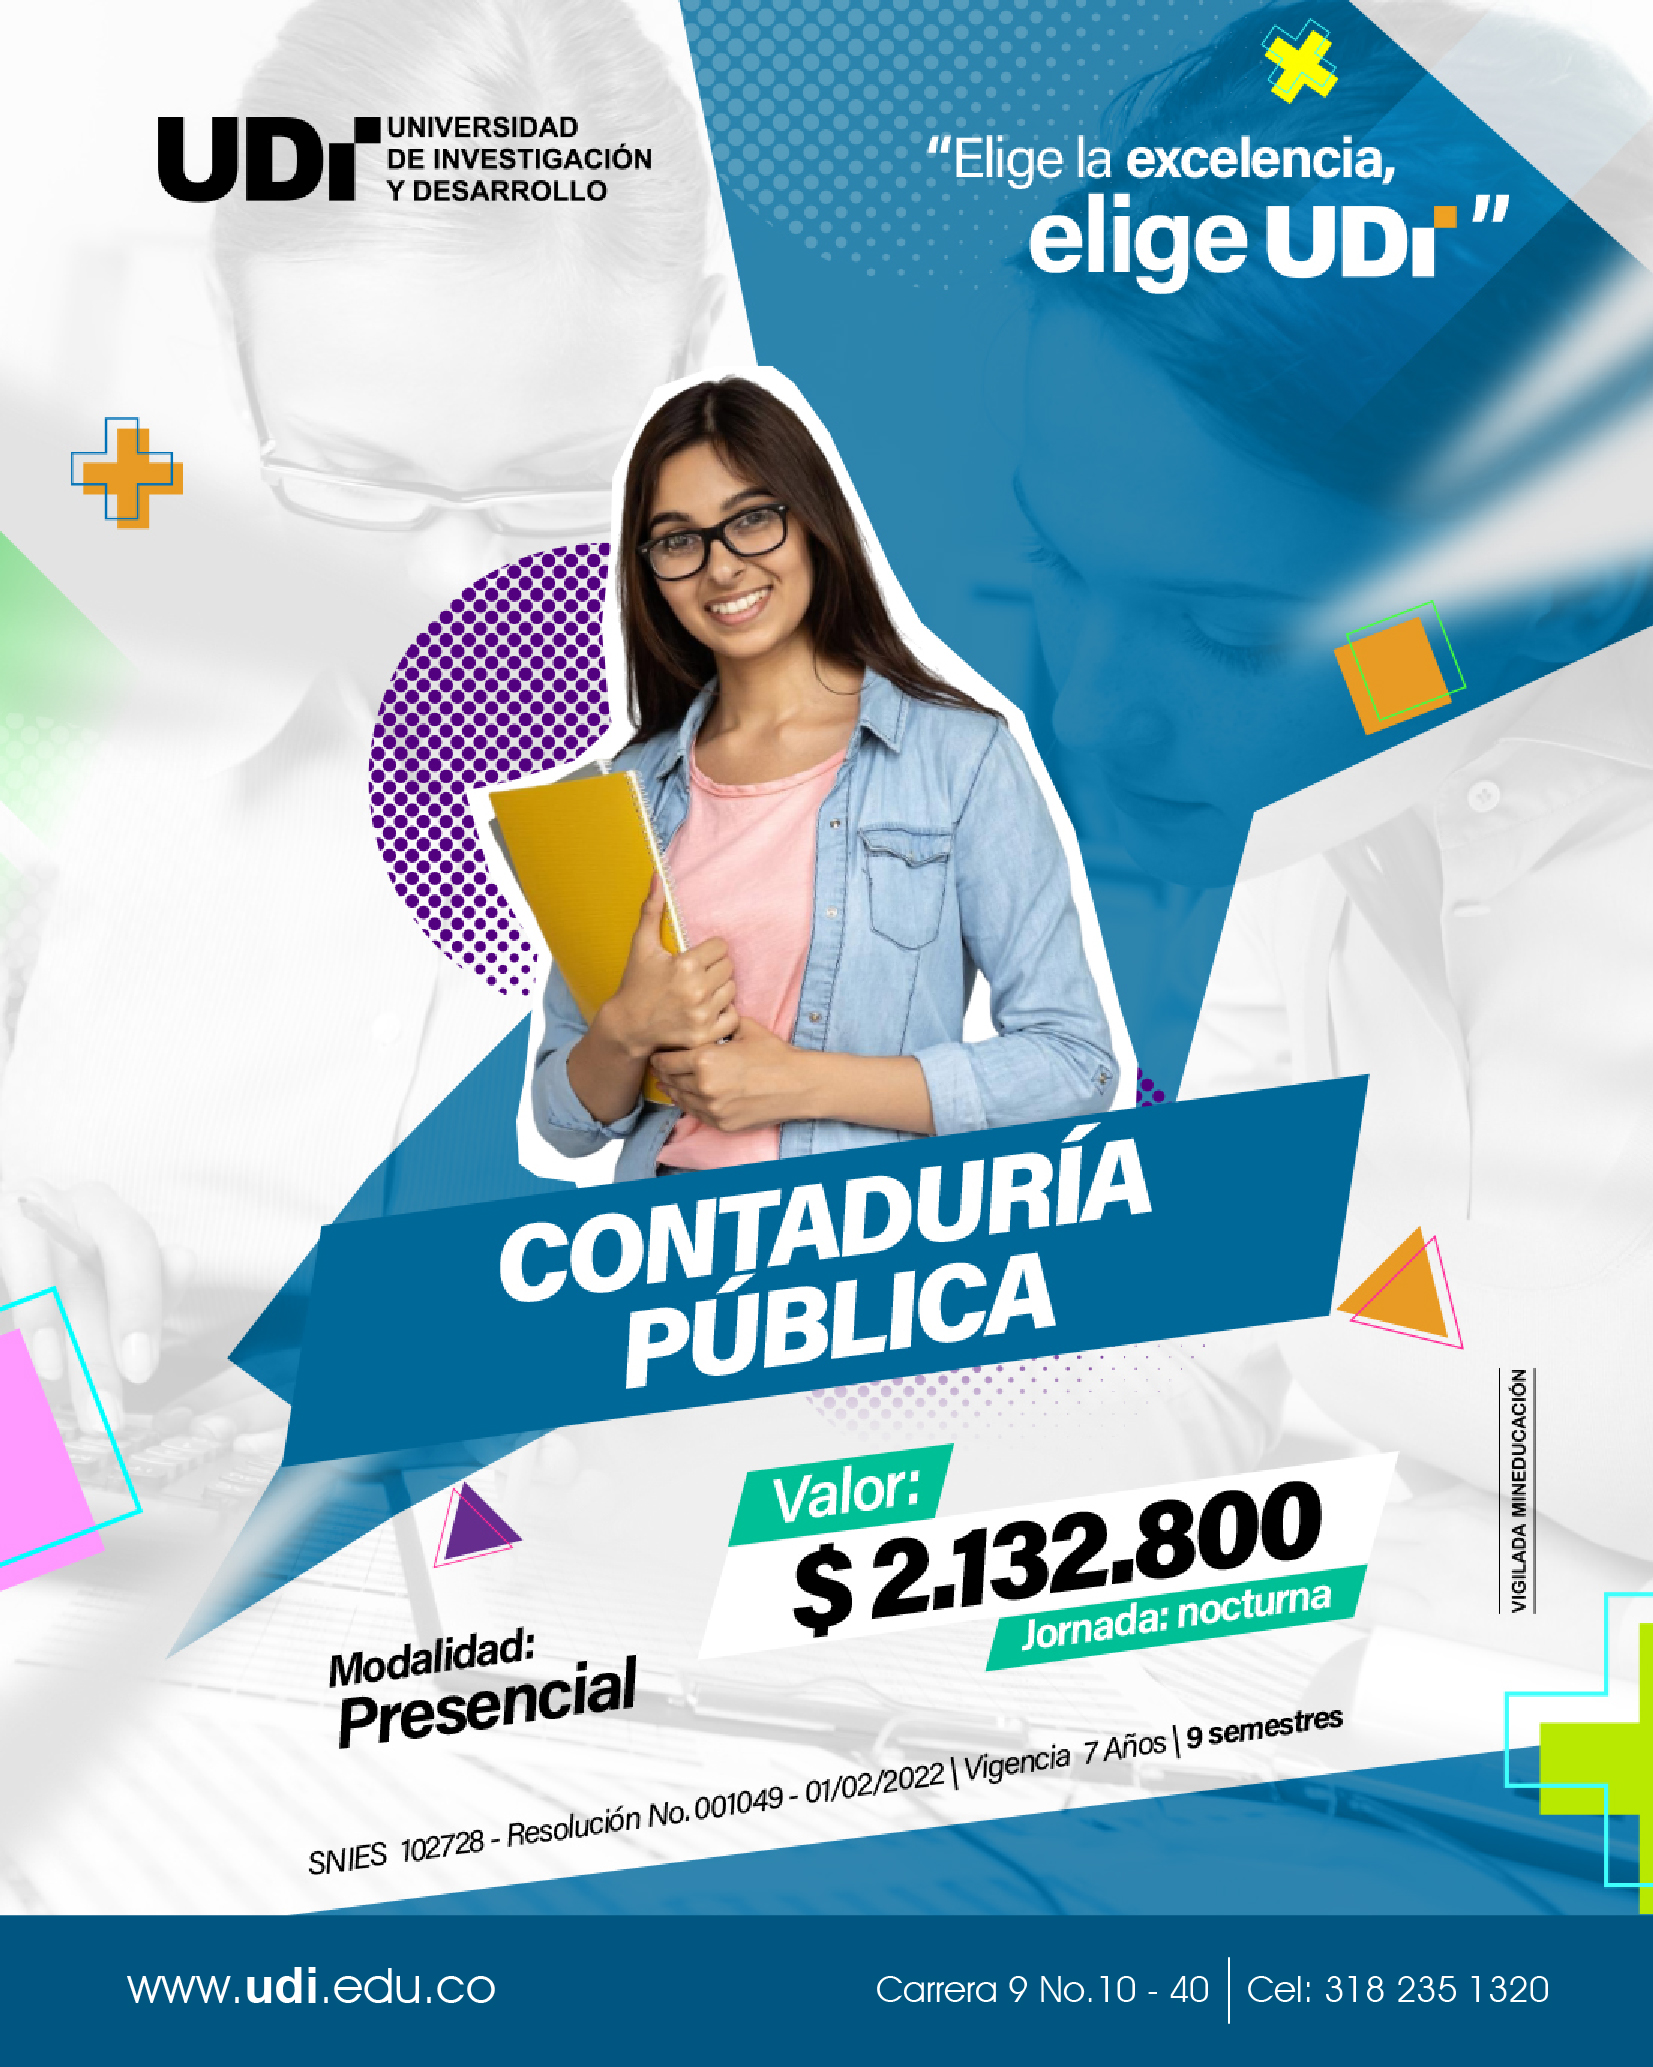 UDi UNIVERSIDAD
DE INVESTIGACIÓN
Y DESARROLLO
“Elige la excelencia,
elige UDi”
CONTADURÍA
PÚBLICA
Valor:
$ 2.132.800
Jornada: nocturna
Modalidad:
Presencial
SNIES 102728 - Resolución No. 001049 - 01/02/2022 | Vigencia 7 Años | 9 semestres
VIGILADA MINEDUCACIÓN
www.udi.edu.co
Carrera 9 No.10 - 40 | Cel: 318 235 1320